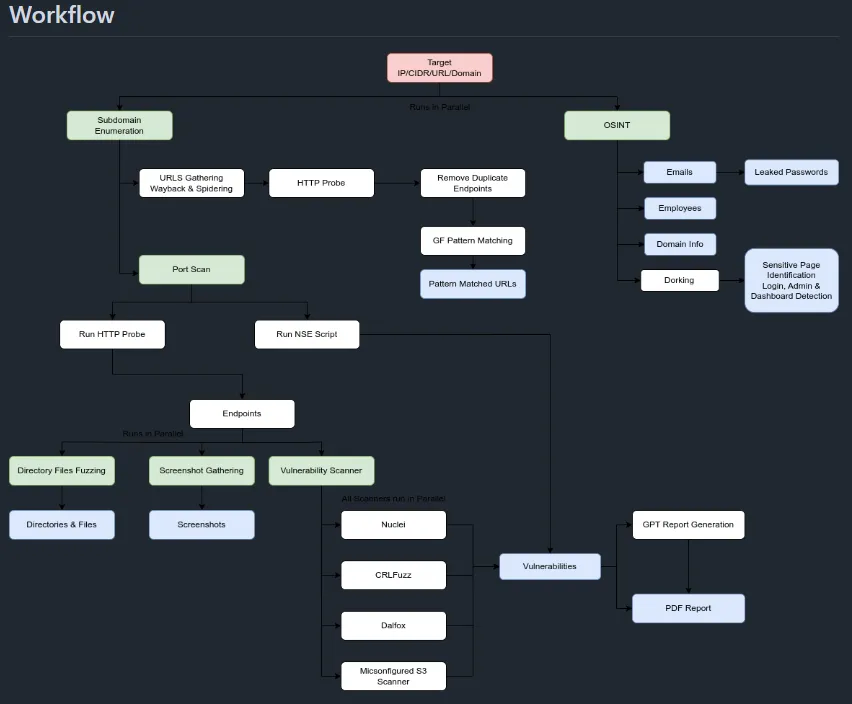 Workflow
Target
IP/CIDR/URL/Domain
Runs in Parallel
Subdomain
Enumeration
OSINT
URLS Gathering
Wayback & Spidering
HTTP Probe
Remove Duplicate
Endpoints
Emails
Leaked Passwords
Employees
GF Pattern Matching
Domain Info
Port Scan
Pattern Matched URLs
Dorking
Sensitive Page
Identification
Login, Admin &
Dashboard Detection
Run HTTP Probe
Run NSE Script
Endpoints
Runs in Parallel
Directory Files Fuzzing
Screenshot Gathering
Vulnerability Scanner
All Scanners run in Parallel
Directories & Files
Screenshots
Nuclei
GPT Report Generation
CRLFuzz
Vulnerabilities
Dalfox
PDF Report
Micsonfigured S3
Scanner